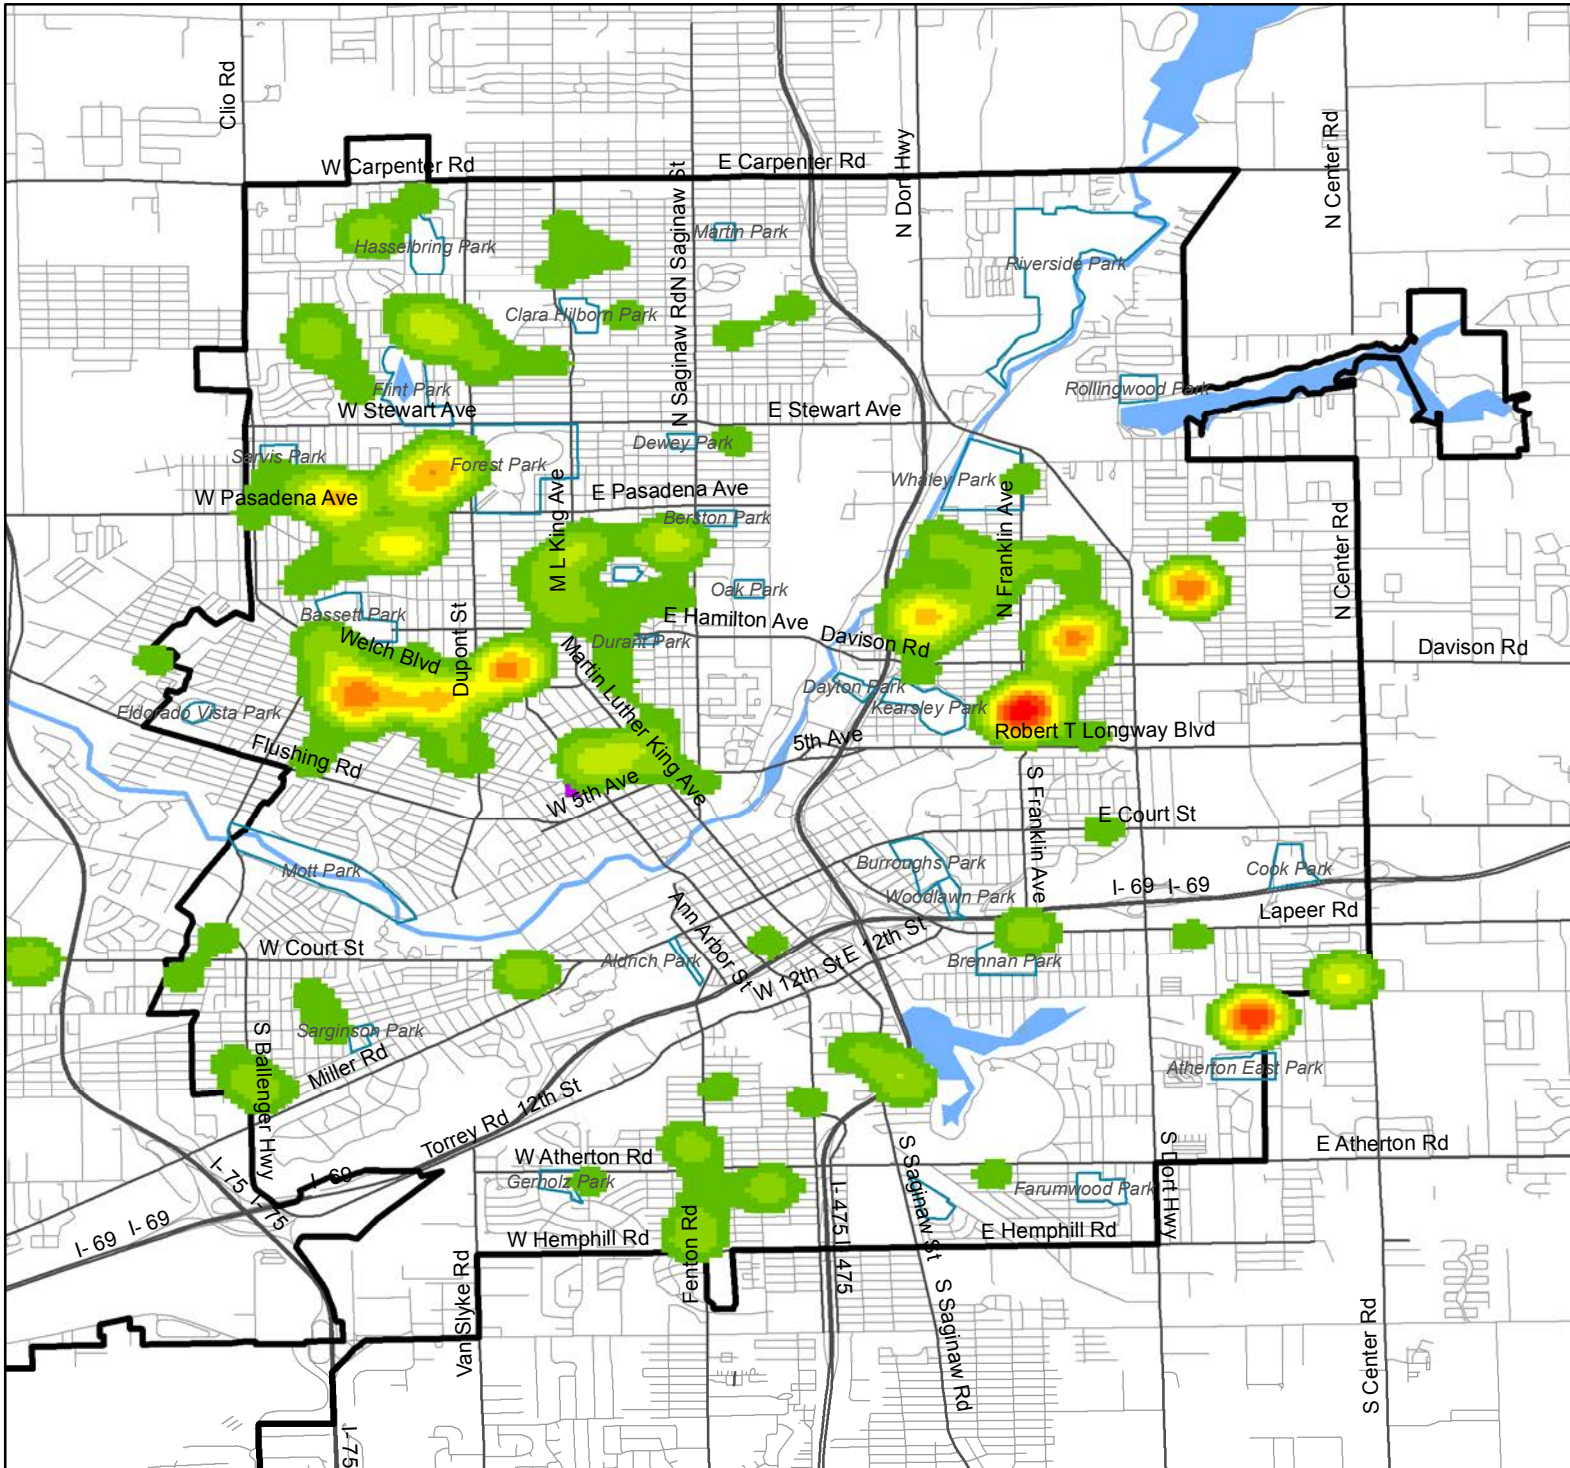 Clio Rd
W Carpenter Rd
E Carpenter Rd
N Dort Hwy
N Center Rd
N Saginaw St
Hasselbring Park
Martin Park
Riverside Park
Clara Hilborn Park
N Saginaw Rd
Flint Park
Rollingwood Park
W Stewart Ave
E Stewart Ave
Sarvis Park
Forest Park
Dewey Park
Whaley Park
W Pasadena Ave
E Pasadena Ave
M L King Ave
Berston Park
N Franklin Ave
N Center Rd
Oak Park
Bassett Park
E Hamilton Ave
Welch Blvd
Dupont St
Durant Park
Davison Rd
Davison Rd
Martin Luther King Ave
Dayton Park
Kearsley Park
Eldorado Vista Park
Robert T Longway Blvd
5th Ave
Flushing Rd
W 5th Ave
S Franklin Ave
E Court St
Mott Park
Burroughs Park
Cook Park
I- 69 I- 69
Woodlawn Park
Lapeer Rd
Ann Arbor St
E 12th St
W Court St
Aldrich Park
W 12th St
Brennan Park
Sarginson Park
S Ballenger Hwy
Miller Rd
Atherton East Park
Torrey Rd
12th St
W Atherton Rd
E Atherton Rd
I- 75 I- 75
I- 69
Gerholz Park
S Saginaw St
Farumwood Park
S Dort Hwy
I- 69 I- 69
W Hemphill Rd
E Hemphill Rd
Fenton Rd
I- 475 I- 475
Van Slyke Rd
S Saginaw Rd
S Center Rd
I- 75